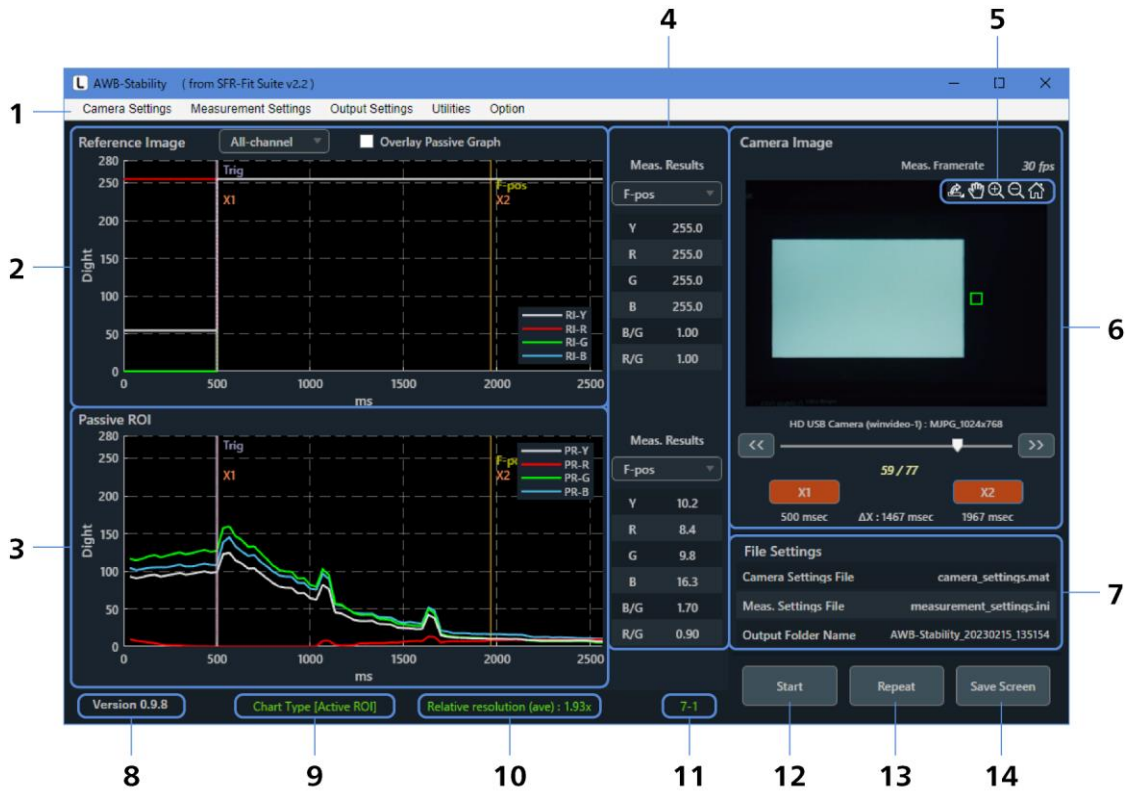 4 5
L AWB-Stability ( from SFR-Fit Suite v2.2 )
1
Camera Settings Measurement Settings Output Settings Utilities Option
Reference Image All-channel Overlay Passive Graph
280
250
200
150
100
50
0
Dight
Trig
X1
F-pos
X2
RI-Y
RI-R
RI-G
RI-B
0 500 1000 1500 2000 2500
ms
2
Passive ROI
280
250
200
150
100
50
0
Dight
Trig
X1
F-pos
X2
PR-Y
PR-R
PR-G
PR-B
0 500 1000 1500 2000 2500
ms
3
Meas. Results
F-pos
Y 255.0
R 255.0
G 255.0
B 255.0
B/G 1.00
R/G 1.00
Meas. Results
F-pos
Y 10.2
R 8.4
G 9.8
B 16.3
B/G 1.70
R/G 0.90
Camera Image
Meas. Framerate 30 fps
HD USB Camera (winvideo-1) : MJPG_1024x768
<< >>
59 / 77
X1 X2
500 msec ΔX : 1467 msec 1967 msec
6
File Settings
Camera Settings File camera_settings.mat
Meas. Settings File measurement_settings.ini
Output Folder Name AWB-Stability_20230215_135154
7
Start Repeat Save Screen
Version 0.9.8 Chart Type [Active ROI] Relative resolution (ave) : 1.93x 7-1
8 9 10 11 12 13 14